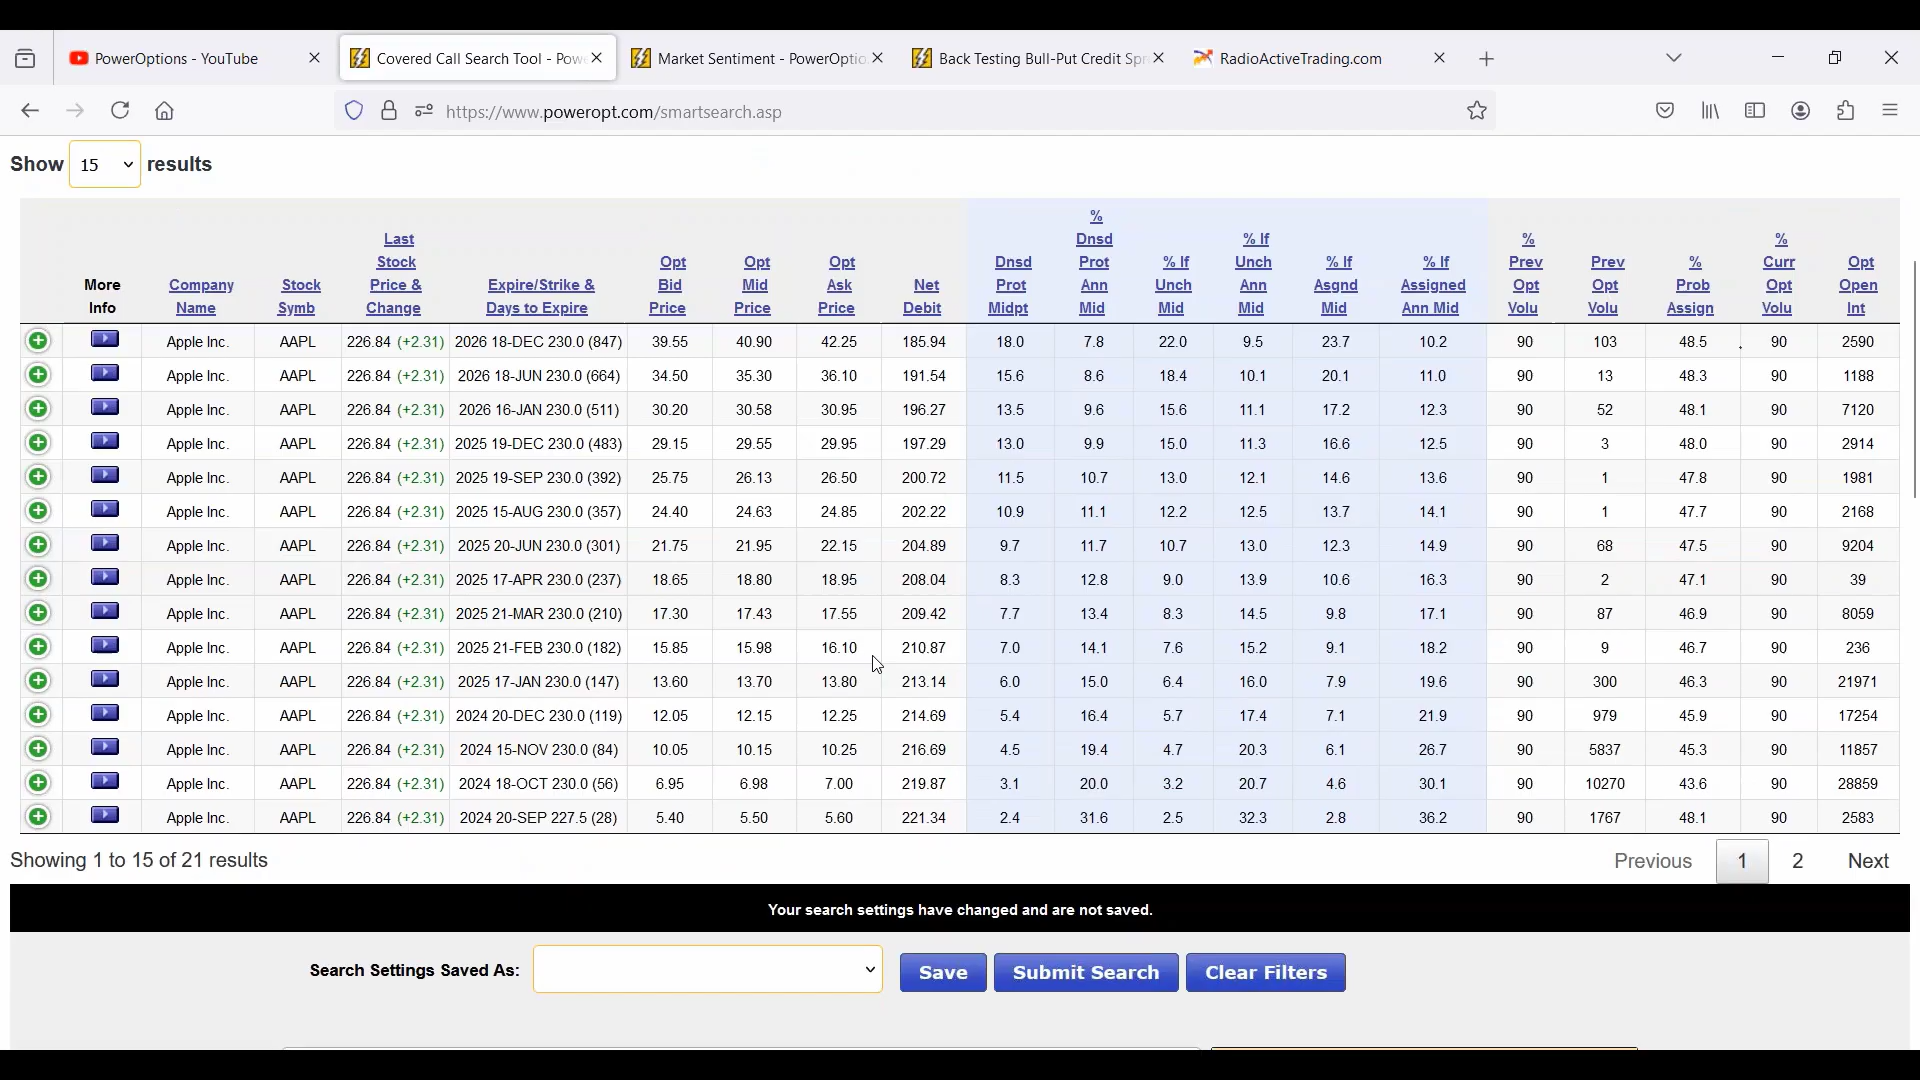 PowerOptions - YouTube
Covered Call Search Tool - Powe
Market Sentiment - PowerOptio
Back Testing Bull-Put Credit Spr
RadioActiveTrading.com
https://www.poweropt.com/smartsearch.asp
Show 15 results
More Info
Company Name
Stock Symb
Last Stock Price & Change
Expire/Strike & Days to Expire
Opt Bid Price
Opt Mid Price
Opt Ask Price
Net Debit
Dnsd Prot Midpt
% Dnsd Prot Ann Mid
% If Unch Mid
% If Unch Ann Mid
% If Asgnd Mid
% If Assigned Ann Mid
% Prev Opt Volu
Prev Opt Volu
% Prob Assign
% Curr Opt Volu
Opt Open Int
Apple Inc. AAPL 226.84 (+2.31) 2026 18-DEC 230.0 (847) 39.55 40.90 42.25 185.94 18.0 7.8 22.0 9.5 23.7 10.2 90 103 48.5 90 2590
Apple Inc. AAPL 226.84 (+2.31) 2026 18-JUN 230.0 (664) 34.50 35.30 36.10 191.54 15.6 8.6 18.4 10.1 20.1 11.0 90 13 48.3 90 1188
Apple Inc. AAPL 226.84 (+2.31) 2026 16-JAN 230.0 (511) 30.20 30.58 30.95 196.27 13.5 9.6 15.6 11.1 17.2 12.3 90 52 48.1 90 7120
Apple Inc. AAPL 226.84 (+2.31) 2025 19-DEC 230.0 (483) 29.15 29.55 29.95 197.29 13.0 9.9 15.0 11.3 16.6 12.5 90 3 48.0 90 2914
Apple Inc. AAPL 226.84 (+2.31) 2025 19-SEP 230.0 (392) 25.75 26.13 26.50 200.72 11.5 10.7 13.0 12.1 14.6 13.6 90 1 47.8 90 1981
Apple Inc. AAPL 226.84 (+2.31) 2025 15-AUG 230.0 (357) 24.40 24.63 24.85 202.22 10.9 11.1 12.2 12.5 13.7 14.1 90 1 47.7 90 2168
Apple Inc. AAPL 226.84 (+2.31) 2025 20-JUN 230.0 (301) 21.75 21.95 22.15 204.89 9.7 11.7 10.7 13.0 12.3 14.9 90 68 47.5 90 9204
Apple Inc. AAPL 226.84 (+2.31) 2025 17-APR 230.0 (237) 18.65 18.80 18.95 208.04 8.3 12.8 9.0 13.9 10.6 16.3 90 2 47.1 90 39
Apple Inc. AAPL 226.84 (+2.31) 2025 21-MAR 230.0 (210) 17.30 17.43 17.55 209.42 7.7 13.4 8.3 14.5 9.8 17.1 90 87 46.9 90 8059
Apple Inc. AAPL 226.84 (+2.31) 2025 21-FEB 230.0 (182) 15.85 15.98 16.10 210.87 7.0 14.1 7.6 15.2 9.1 18.2 90 9 46.7 90 236
Apple Inc. AAPL 226.84 (+2.31) 2025 17-JAN 230.0 (147) 13.60 13.70 13.80 213.14 6.0 15.0 6.4 16.0 7.9 19.6 90 300 46.3 90 21971
Apple Inc. AAPL 226.84 (+2.31) 2024 20-DEC 230.0 (119) 12.05 12.15 12.25 214.69 5.4 16.4 5.7 17.4 7.1 21.9 90 979 45.9 90 17254
Apple Inc. AAPL 226.84 (+2.31) 2024 15-NOV 230.0 (84) 10.05 10.15 10.25 216.69 4.5 19.4 4.7 20.3 6.1 26.7 90 5837 45.3 90 11857
Apple Inc. AAPL 226.84 (+2.31) 2024 18-OCT 230.0 (56) 6.95 6.98 7.00 219.87 3.1 20.0 3.2 20.7 4.6 30.1 90 10270 43.6 90 28859
Apple Inc. AAPL 226.84 (+2.31) 2024 20-SEP 227.5 (28) 5.40 5.50 5.60 221.34 2.4 31.6 2.5 32.3 2.8 36.2 90 1767 48.1 90 2583
Showing 1 to 15 of 21 results
Previous 1 2 Next
Your search settings have changed and are not saved.
Search Settings Saved As: Save Submit Search Clear Filters